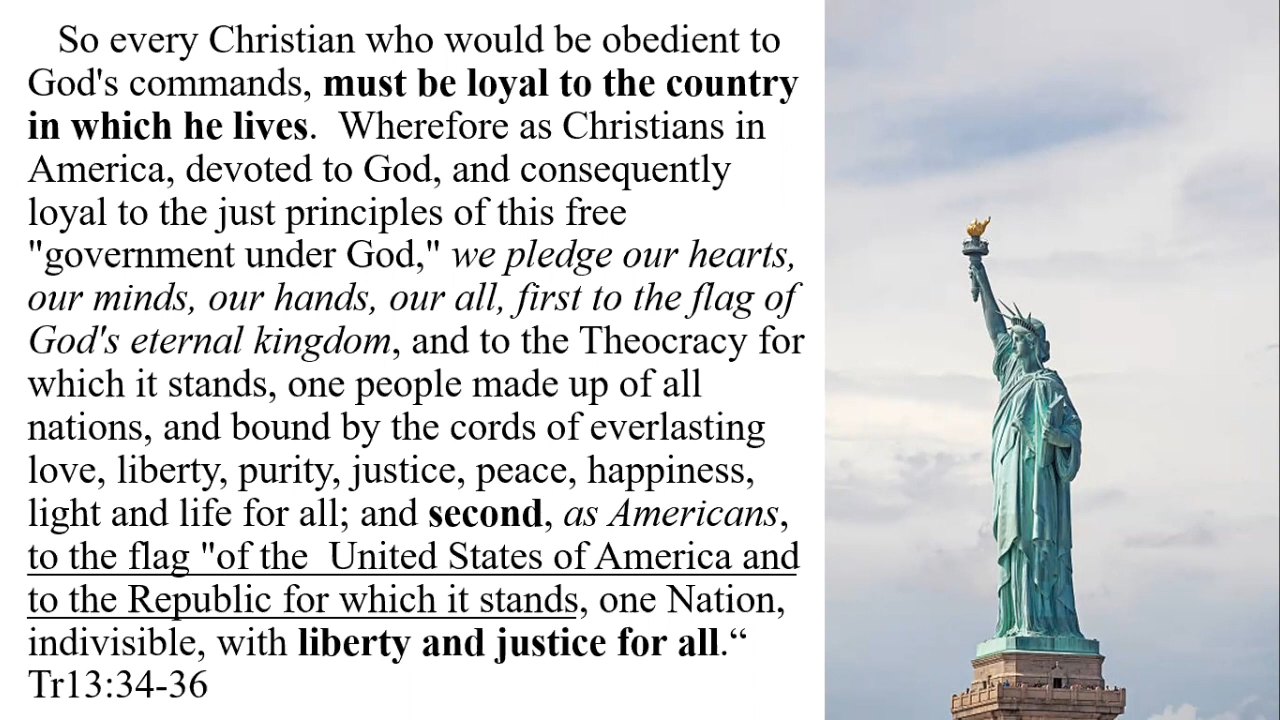 So every Christian who would be obedient to
God's commands, must be loyal to the country
in which he lives.  Wherefore as Christians in
America, devoted to God, and consequently
loyal to the just principles of this free
"government under God," we pledge our hearts,
our minds, our hands, our all, first to the flag of
God's eternal kingdom, and to the Theocracy for
which it stands, one people made up of all
nations, and bound by the cords of everlasting
love, liberty, purity, justice, peace, happiness,
light and life for all; and second, as Americans,
to the flag "of the  United States of America and
to the Republic for which it stands, one Nation,
indivisible, with liberty and justice for all.“
Tr13:34-36